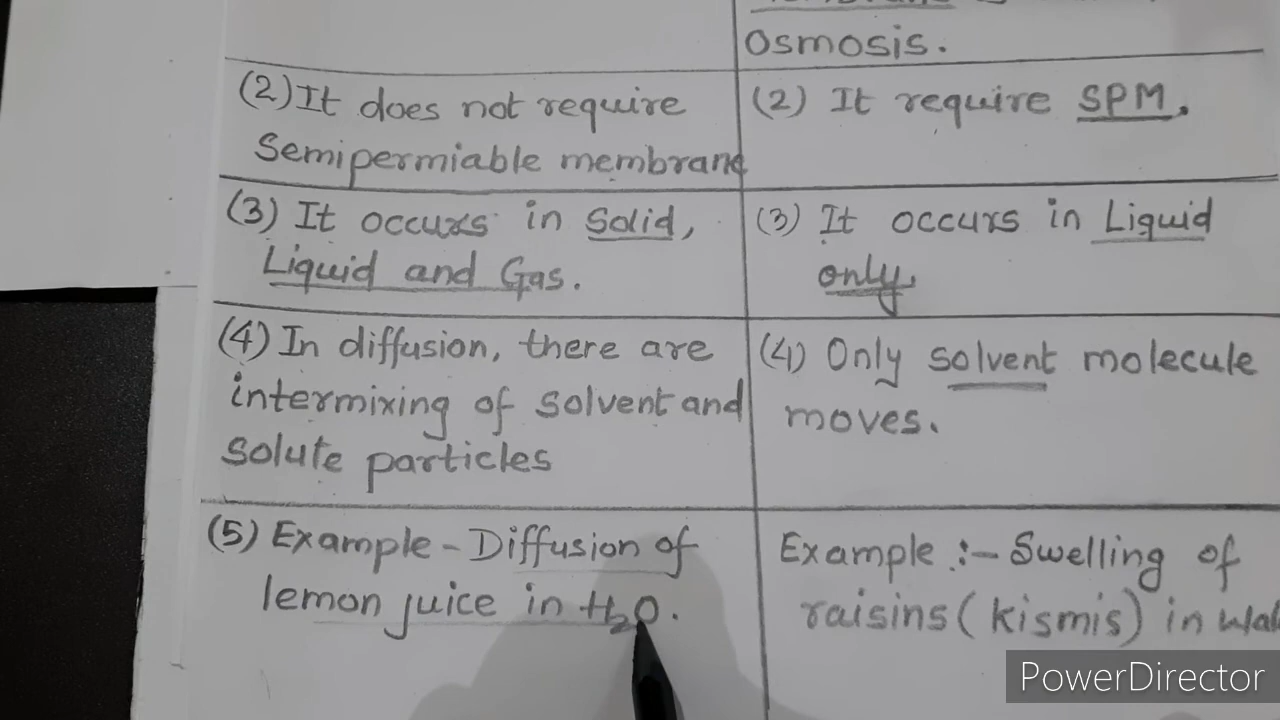 osmosis.
(2) It does not require
Semipermiable membrane
(2) It require SPM.
(3) It occurs in Solid,
Liquid and Gas.
(3) It occurs in Liquid
only.
(4) In diffusion, there are
intermixing of solvent and
solute particles
(4) Only solvent molecule
moves.
(5) Example - Diffusion of
lemon juice in H₂O.
Example :- Swelling of
raisins (kismis) in
PowerDirector